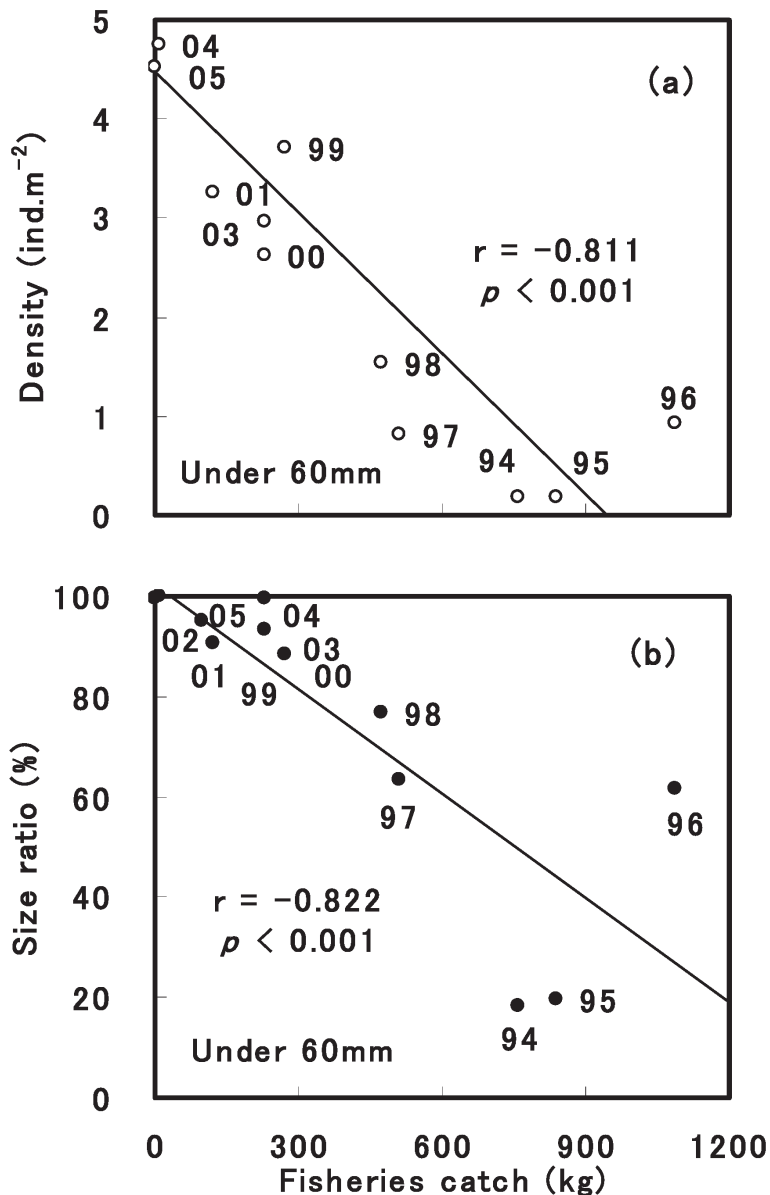 5
04
05
(a)
4
99
01
3
03
00
r = -0.811
p < 0.001
2
98
96
1
97
94
95
Under 60mm
0
Density (ind.m-2)
100
05
04
02
03
(b)
01
99
00
80
98
60
97
96
r = -0.822
40
p < 0.001
20
95
94
Under 60mm
0
Size ratio (%)
0 300 600 900 1200
Fisheries catch (kg)